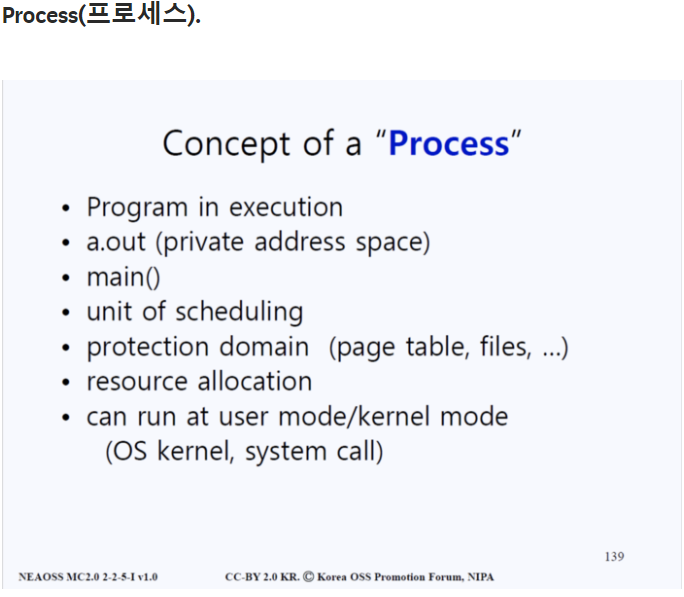 Process(프로세스).
Concept of a "Process"
• Program in execution
• a.out (private address space)
• main()
• unit of scheduling
• protection domain (page table, files, ...)
• resource allocation
• can run at user mode/kernel mode
(OS kernel, system call)
139
NEAOSS MC2.0 2-2-5-I v1.0 CC-BY 2.0 KR. Ⓒ Korea OSS Promotion Forum, NIPA